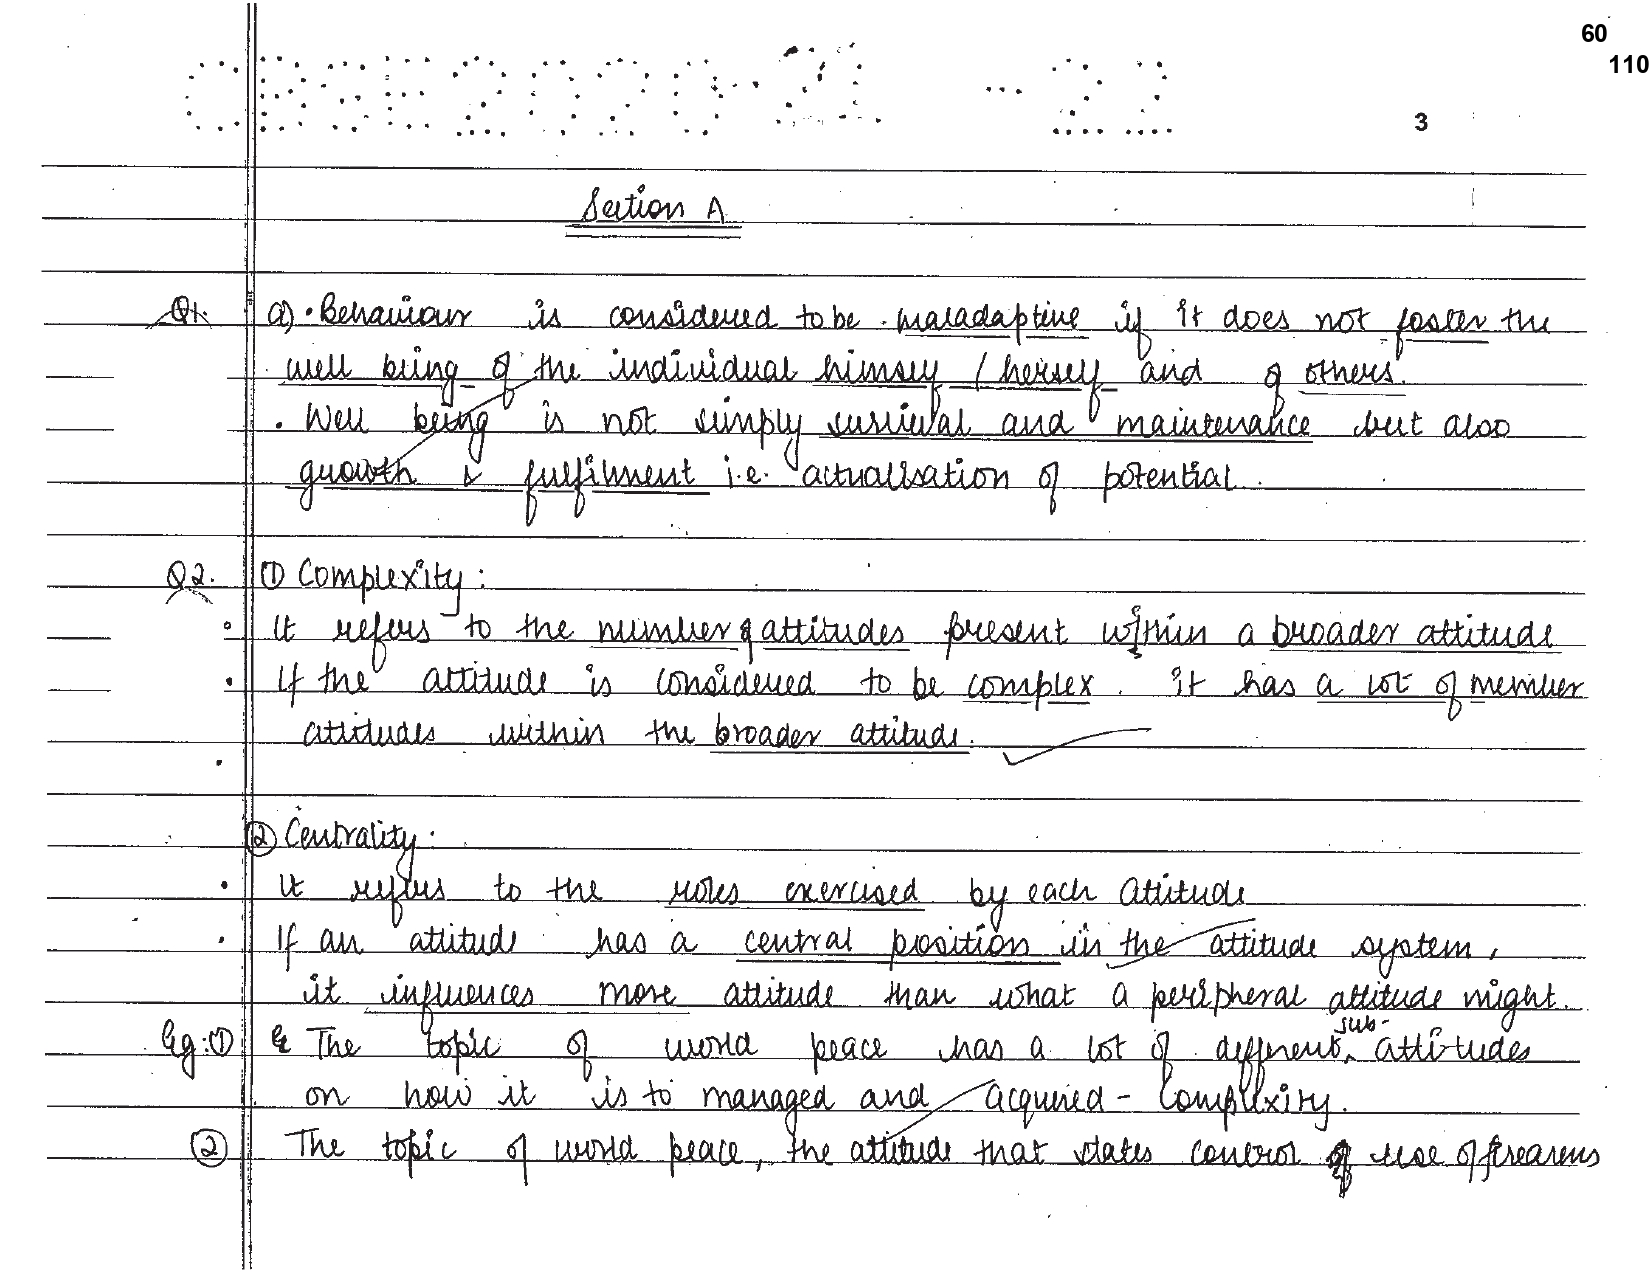 60
110
CBSE 2020-21 -22
3
Section A
Q1. a) • Behaviour is considered to be maladaptive if it does not foster the
well being of the individual himself / herself and of others.
• Well being is not simply survival and maintenance but also
growth & fulfilment i.e. actualisation of potential.
Q2. ① Complexity:
• It refers to the number of attitudes present within a broader attitude
• If the attitude is considered to be complex. it has a lot of member
attitudes within the broader attitude.
② Centrality:
• It refers to the roles exercised by each attitude
• If an attitude has a central position in the attitude system,
it influences more attitude than what a peripheral attitude might.
Eg: ① The topic of world peace has a lot of different sub-attitudes
on how it is to managed and acquired - Complexity.
② The topic of world peace, the attitude that states control of use of firearms